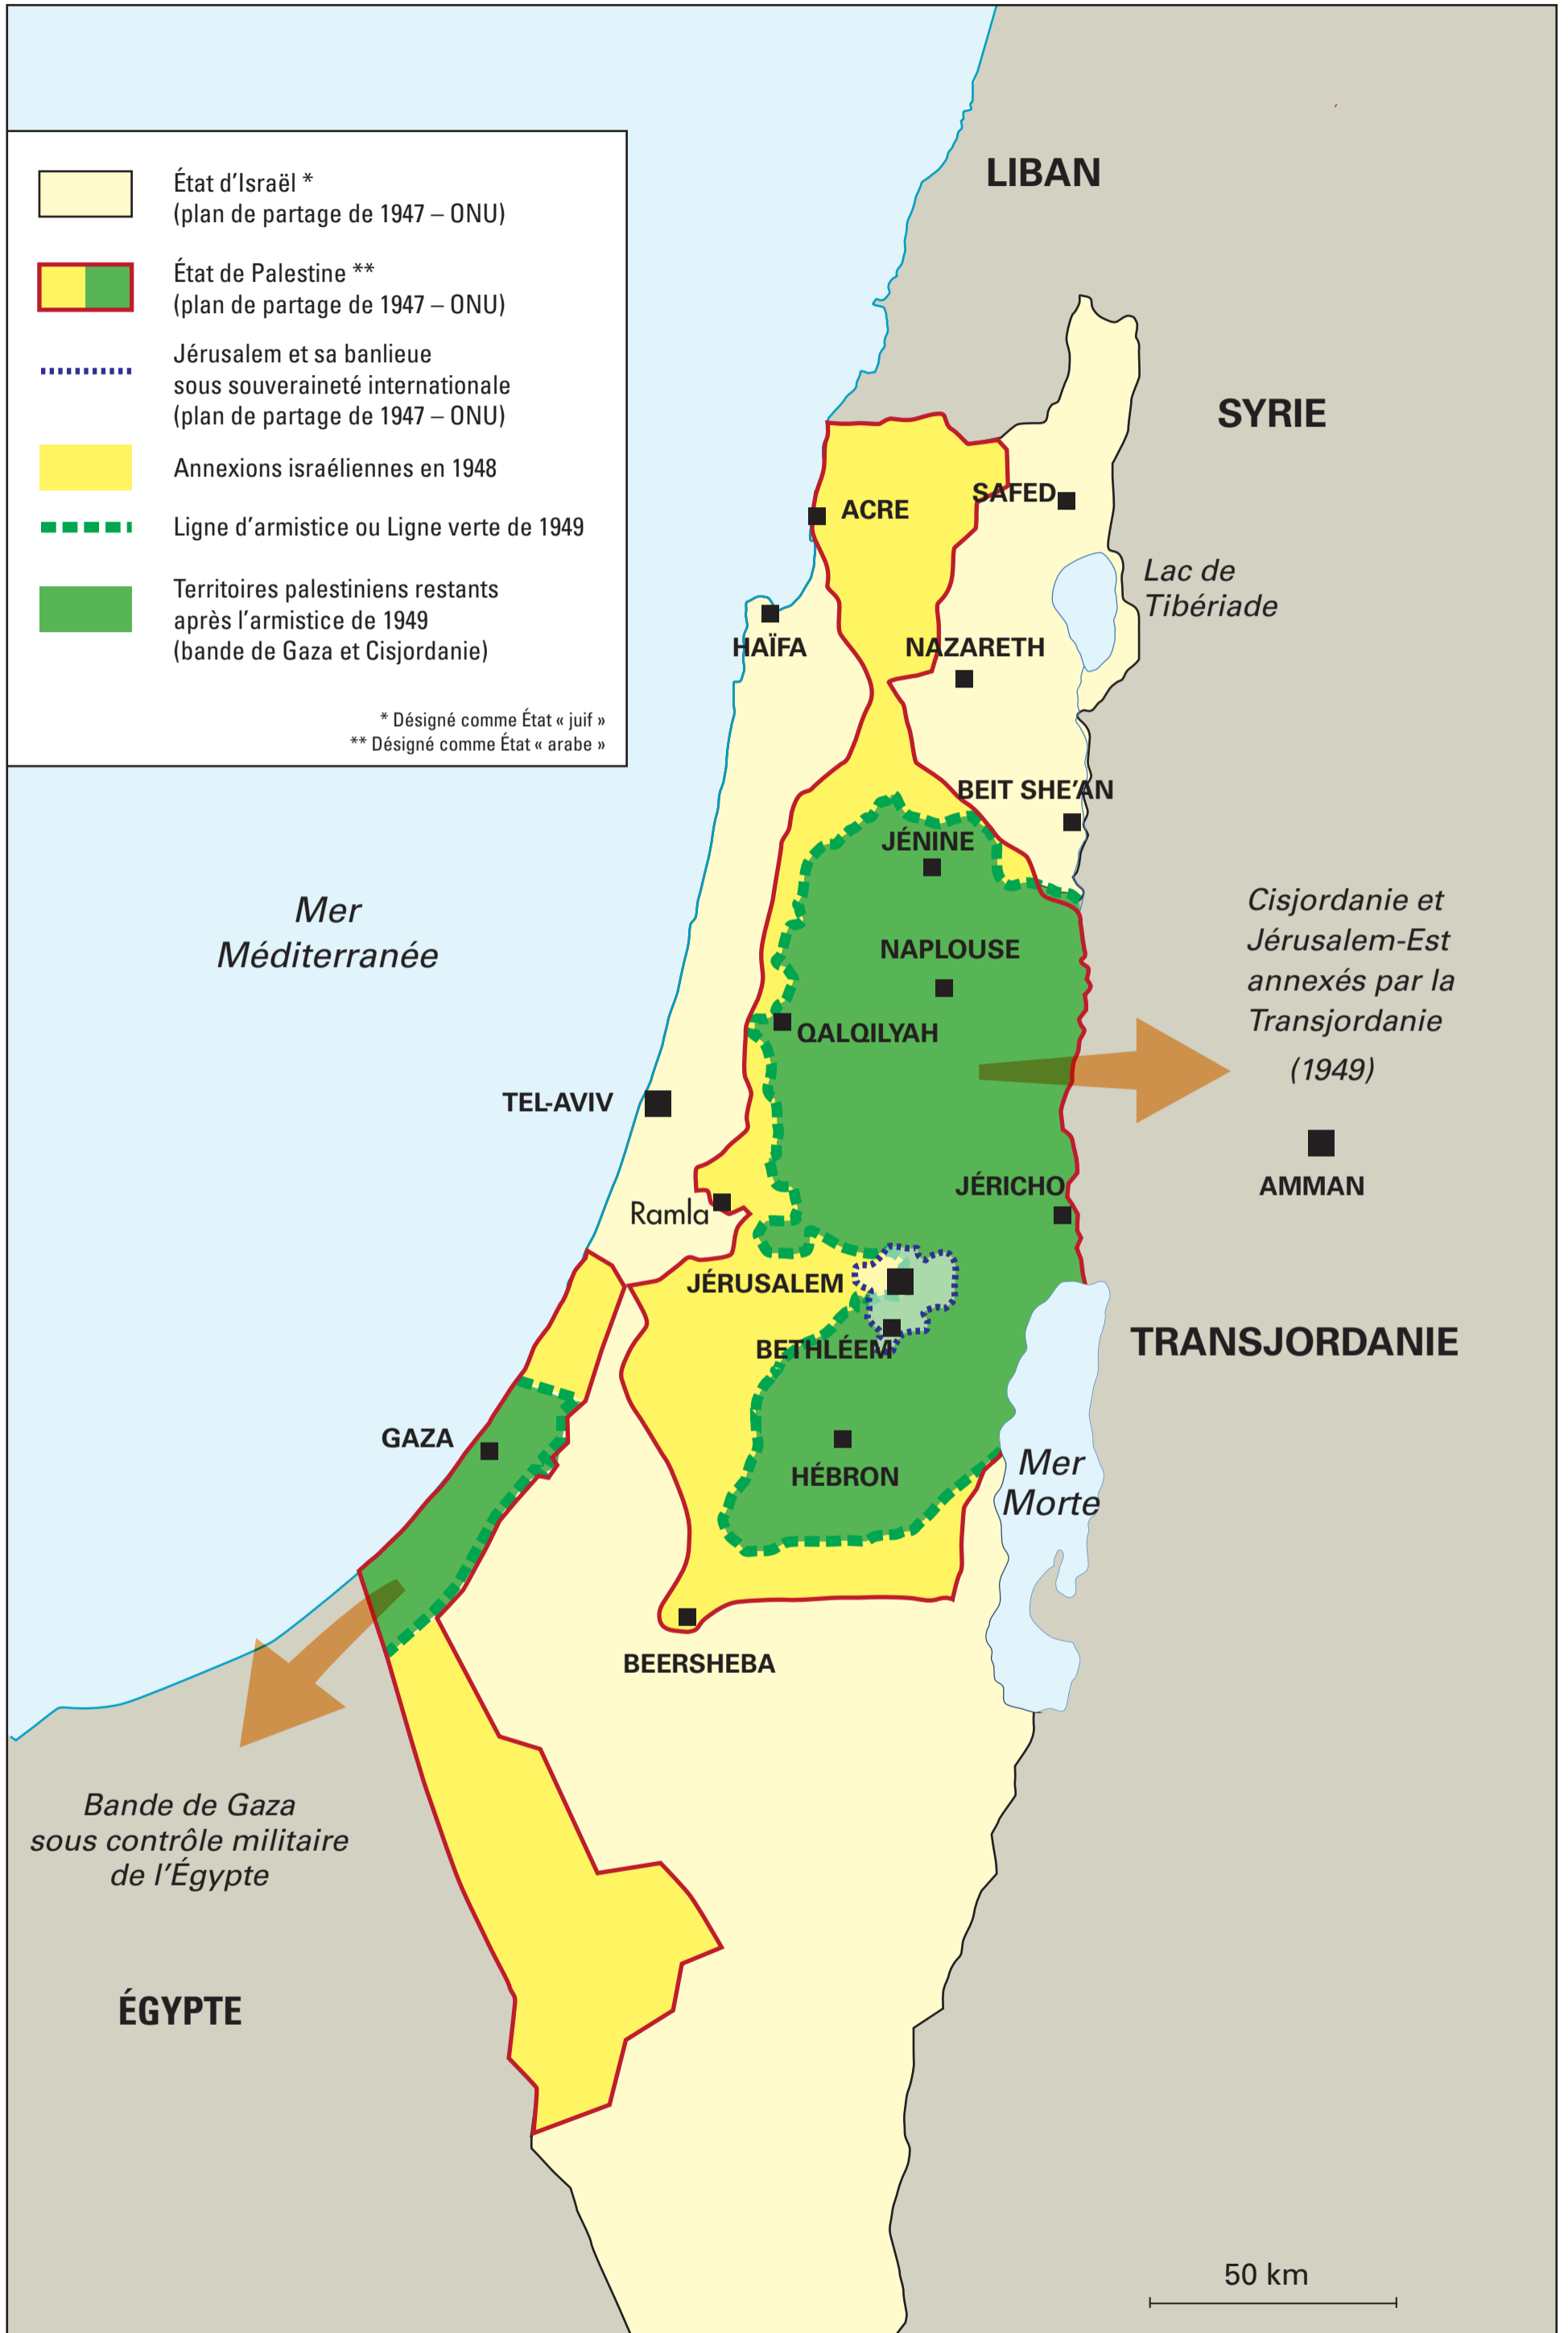 État d’Israël *
(plan de partage de 1947 – ONU)
État de Palestine **
(plan de partage de 1947 – ONU)
Jérusalem et sa banlieue
sous souveraineté internationale
(plan de partage de 1947 – ONU)
Annexions israéliennes en 1948
Ligne d’armistice ou Ligne verte de 1949
Territoires palestiniens restants
après l’armistice de 1949
(bande de Gaza et Cisjordanie)
* Désigné comme État « juif »
** Désigné comme État « arabe »
LIBAN
SYRIE
SAFED
ACRE
Lac de
Tibériade
HAÏFA
NAZARETH
BEIT SHE’AN
JÉNINE
Mer
Méditerranée
Cisjordanie et
Jérusalem-Est
annexés par la
Transjordanie
(1949)
NAPLOUSE
QALQILYAH
TEL-AVIV
AMMAN
JÉRICHO
Ramla
JÉRUSALEM
TRANSJORDANIE
BETHLÉEM
GAZA
HÉBRON
Mer
Morte
BEERSHEBA
Bande de Gaza
sous contrôle militaire
de l’Égypte
ÉGYPTE
50 km